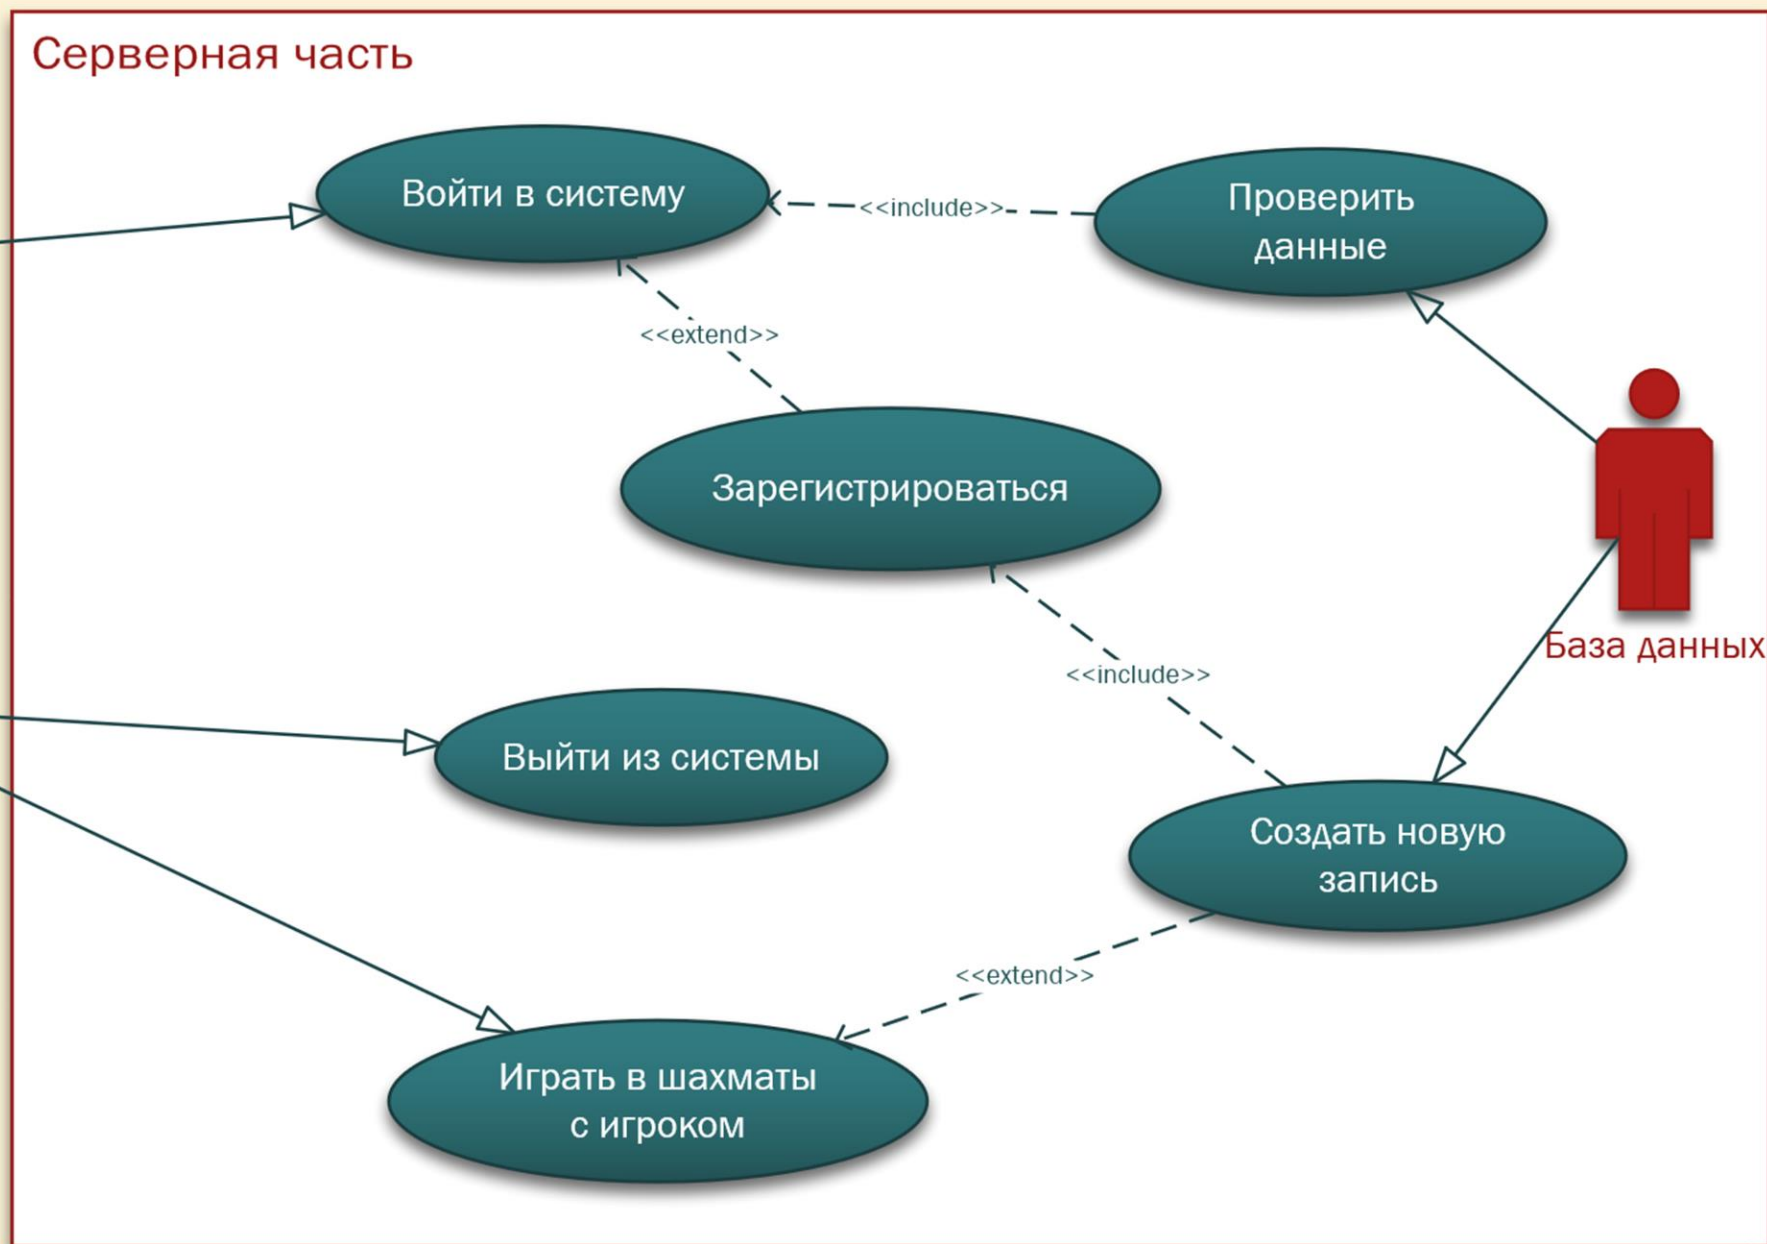 Серверная часть
Войти в систему
<<include>>
Проверить
данные
<<extend>>
Зарегистрироваться
База данных
<<include>>
Выйти из системы
Создать новую
запись
<<extend>>
Играть в шахматы
с игроком